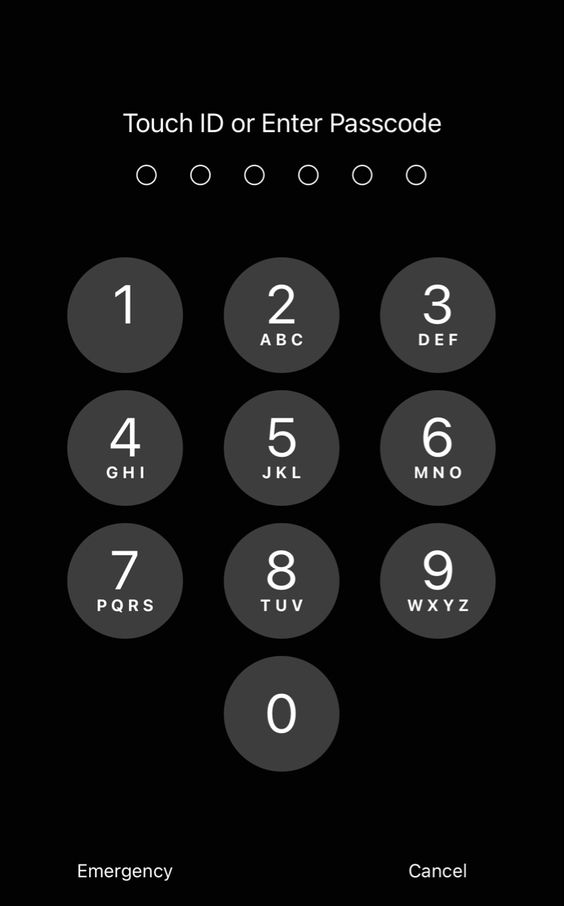 Touch ID or Enter Passcode
1 2 3
ABC DEF
4 5 6
GHI JKL MNO
7 8 9
PQRS TUV WXYZ
0
Emergency Cancel